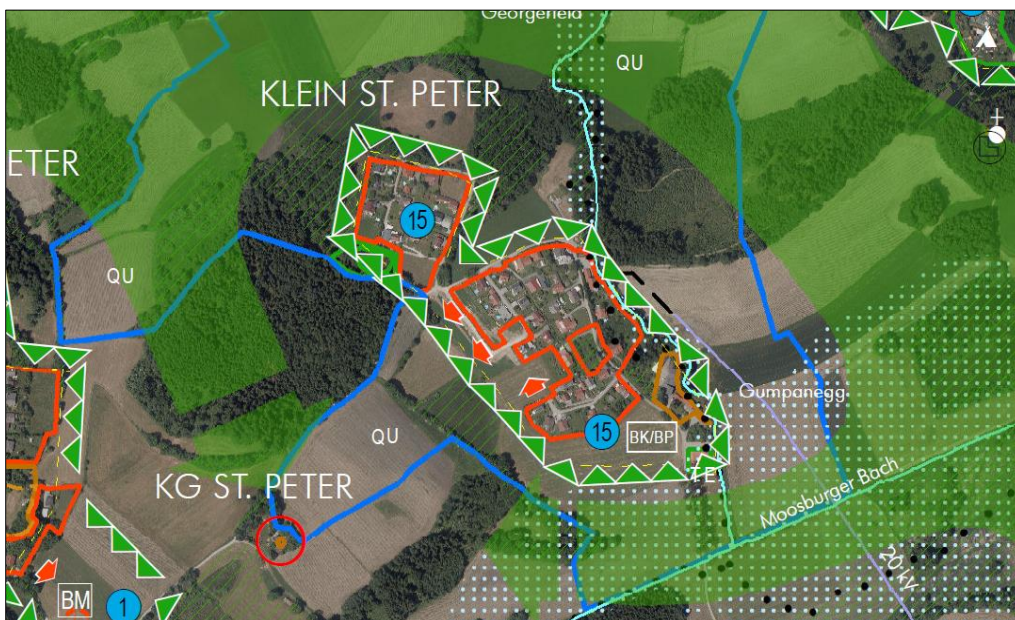 Georgerfeld
QU
KLEIN ST. PETER
ETER
15
QU
Gumpanegg
QU
15
BK/BP
KG ST. PETER
TE
Moosburger Bach
20 kV
BM
1